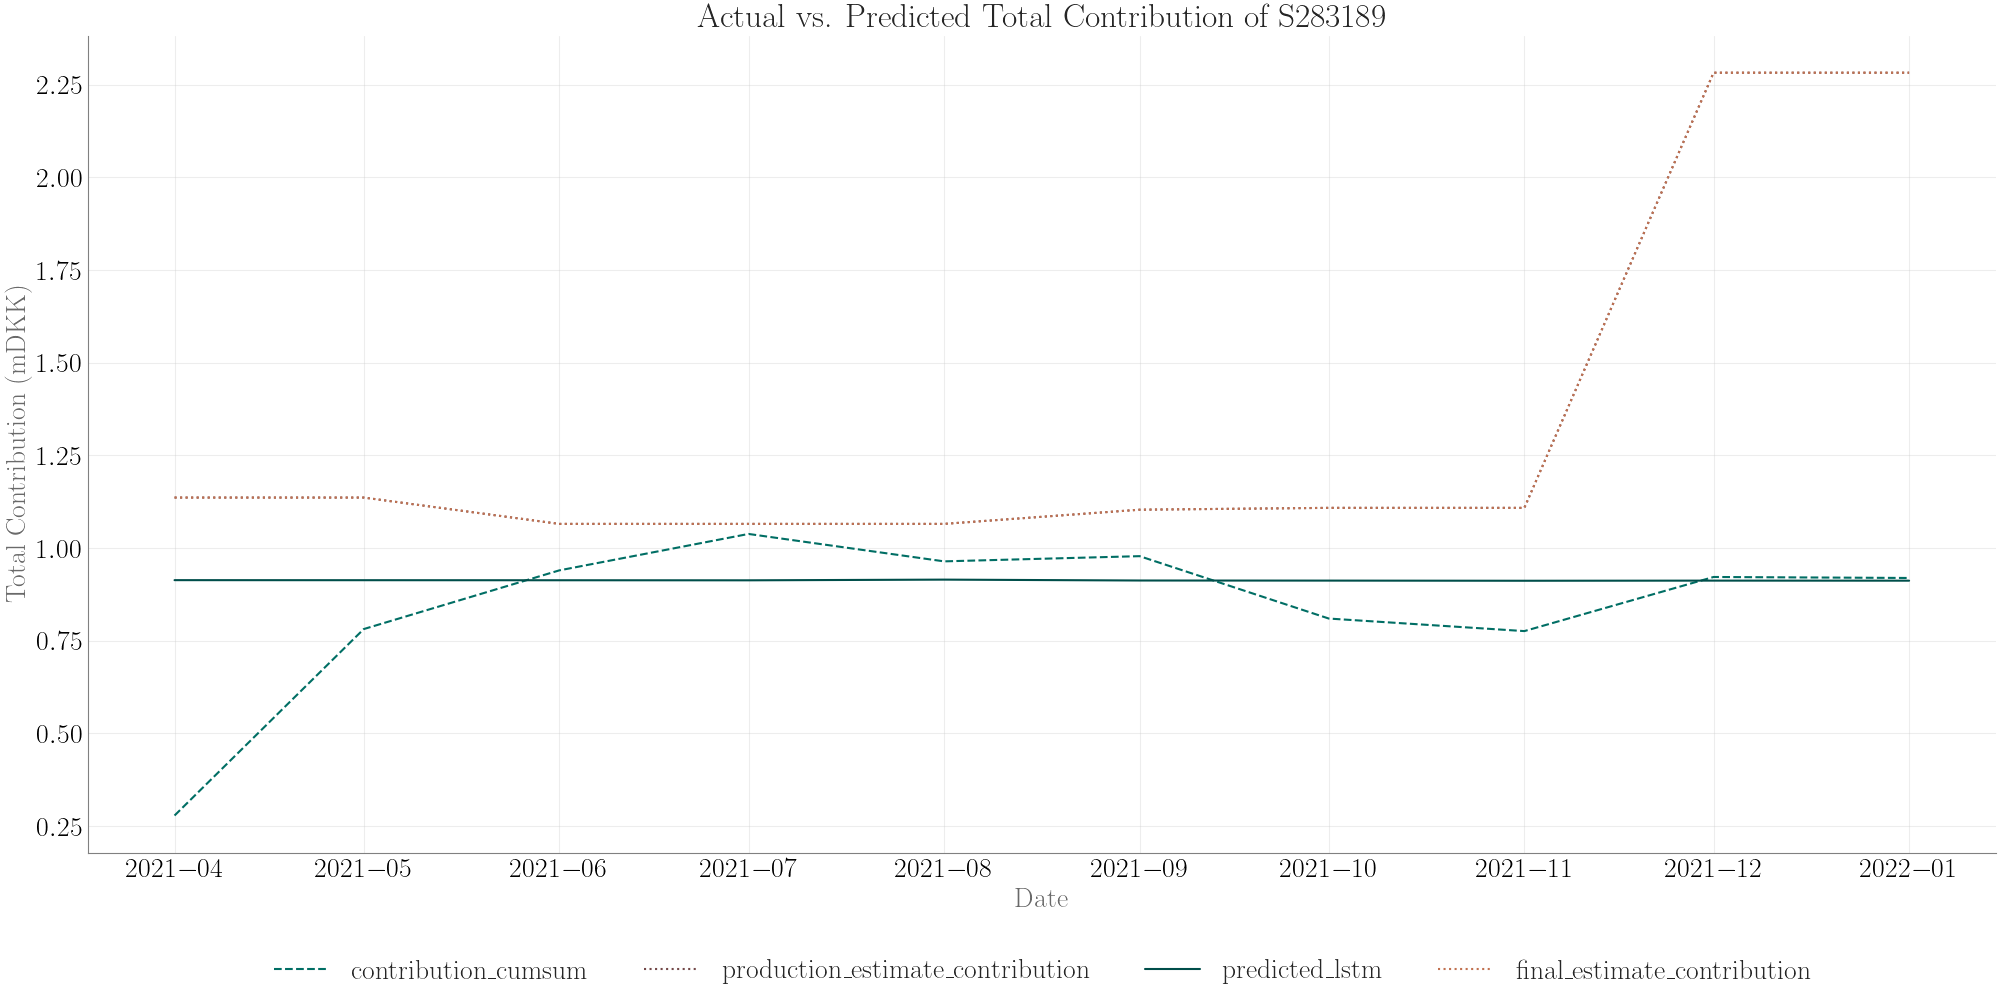 Actual vs. Predicted Total Contribution of S283189
Total Contribution (mDKK)
2.25
2.00
1.75
1.50
1.25
1.00
0.75
0.50
0.25
2021−04 2021−05 2021−06 2021−07 2021−08 2021−09 2021−10 2021−11 2021−12 2022−01
Date
contribution_cumsum production_estimate_contribution predicted_lstm final_estimate_contribution